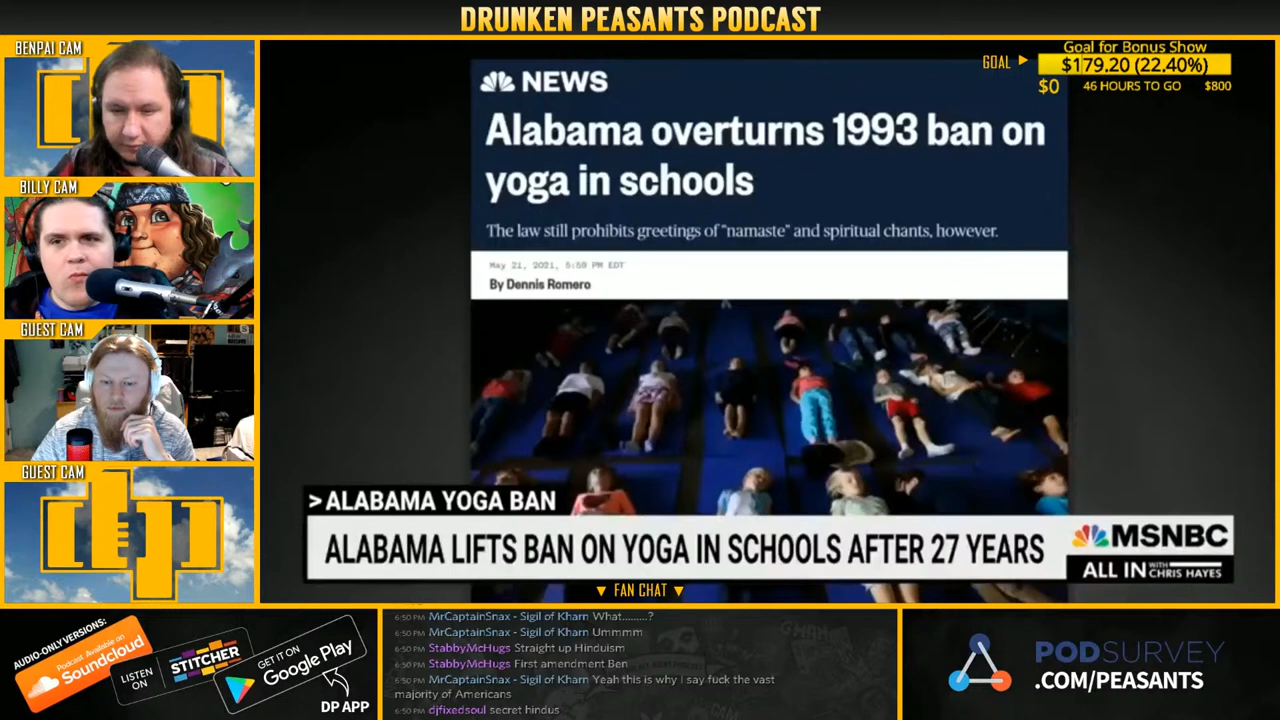 DRUNKEN PEASANTS PODCAST
BENPAI CAM
BILLY CAM
GUEST CAM
GUEST CAM
NEWS
Alabama overturns 1993 ban on
yoga in schools
The law still prohibits greetings of "namaste" and spiritual chants, however.
May 21, 2021, 5:59 PM EDT
By Dennis Romero
GOAL
Goal for Bonus Show
$179.20 (22.40%)
$0 46 HOURS TO GO $800
>ALABAMA YOGA BAN
ALABAMA LIFTS BAN ON YOGA IN SCHOOLS AFTER 27 YEARS
MSNBC
ALL IN WITH CHRIS HAYES
▼ FAN CHAT ▼
AUDIO-ONLY VERSIONS:
Podcast Available on
Soundcloud
LISTEN
ON
STITCHER
GET IT ON
Google Play
DP APP
6:50 PM MrCaptainSnax - Sigil of Kharn What.........?
6:50 PM MrCaptainSnax - Sigil of Kharn Ummmm
6:50 PM StabbyMcHugs Straight up Hinduism
6:50 PM StabbyMcHugs First amendment Ben
6:50 PM MrCaptainSnax - Sigil of Kharn Yeah this is why I say fuck the vast
majority of Americans
6:50 PM djfixedsoul secret hindus
PODSURVEY
.COM/PEASANTS